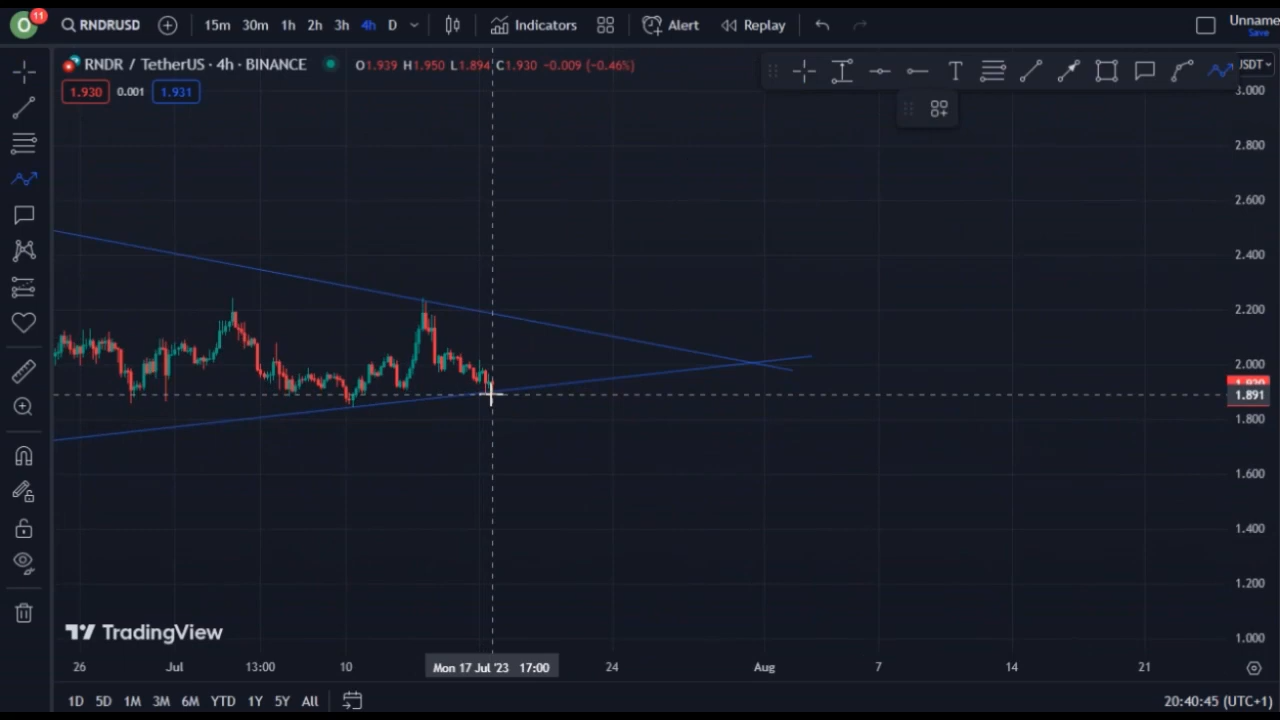 O 11 RNDRUSD 15m 30m 1h 2h 3h 4h D Indicators Alert Replay Unname
Save
RNDR / TetherUS · 4h · BINANCE O1.939 H1.950 L1.894 C1.930 -0.009 (-0.46%)
USDT
1.930 0.001 1.931
T
3.000
2.800
2.600
2.400
2.200
2.000
1.930
1.891
1.800
1.600
1.400
1.200
1.000
TradingView
26 Jul 13:00 10 Mon 17 Jul '23 17:00 24 Aug 7 14 21
1D 5D 1M 3M 6M YTD 1Y 5Y All 20:40:45 (UTC+1)